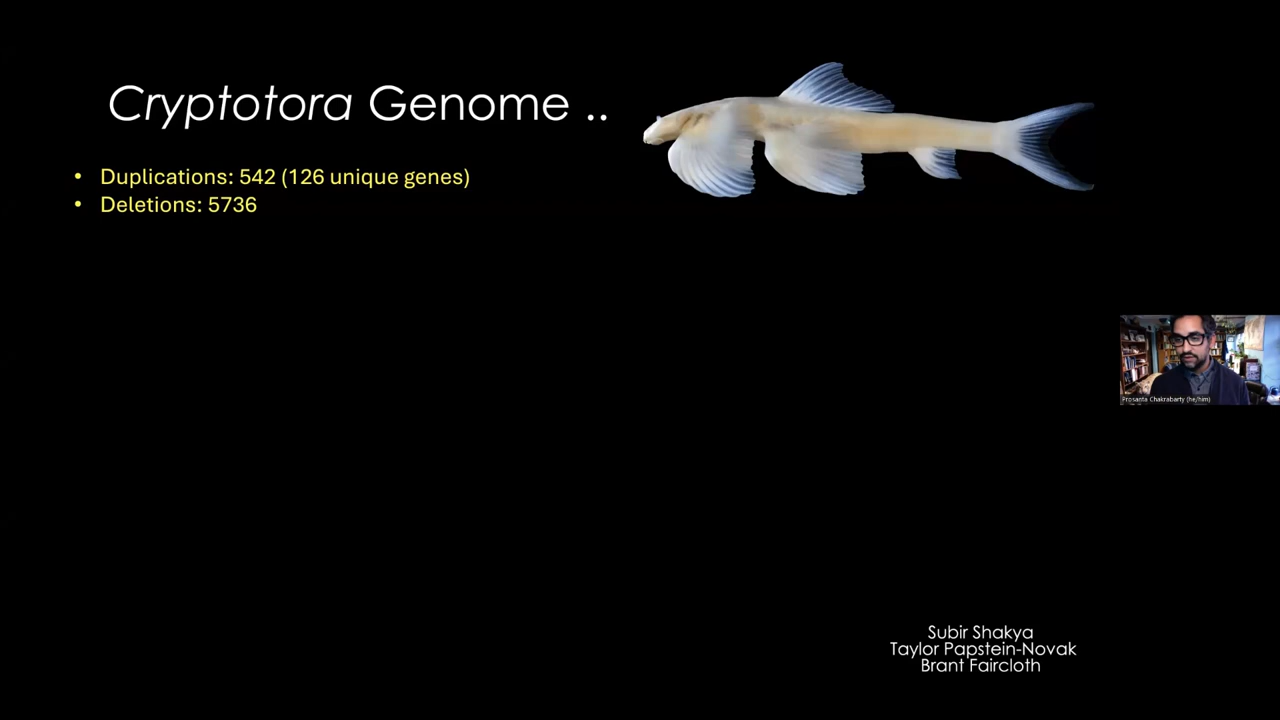 Cryptotora Genome ..
• Duplications: 542 (126 unique genes)
• Deletions: 5736
Prosanta Chakrabarty (he/him)
Subir Shakya
Taylor Papstein-Novak
Brant Faircloth